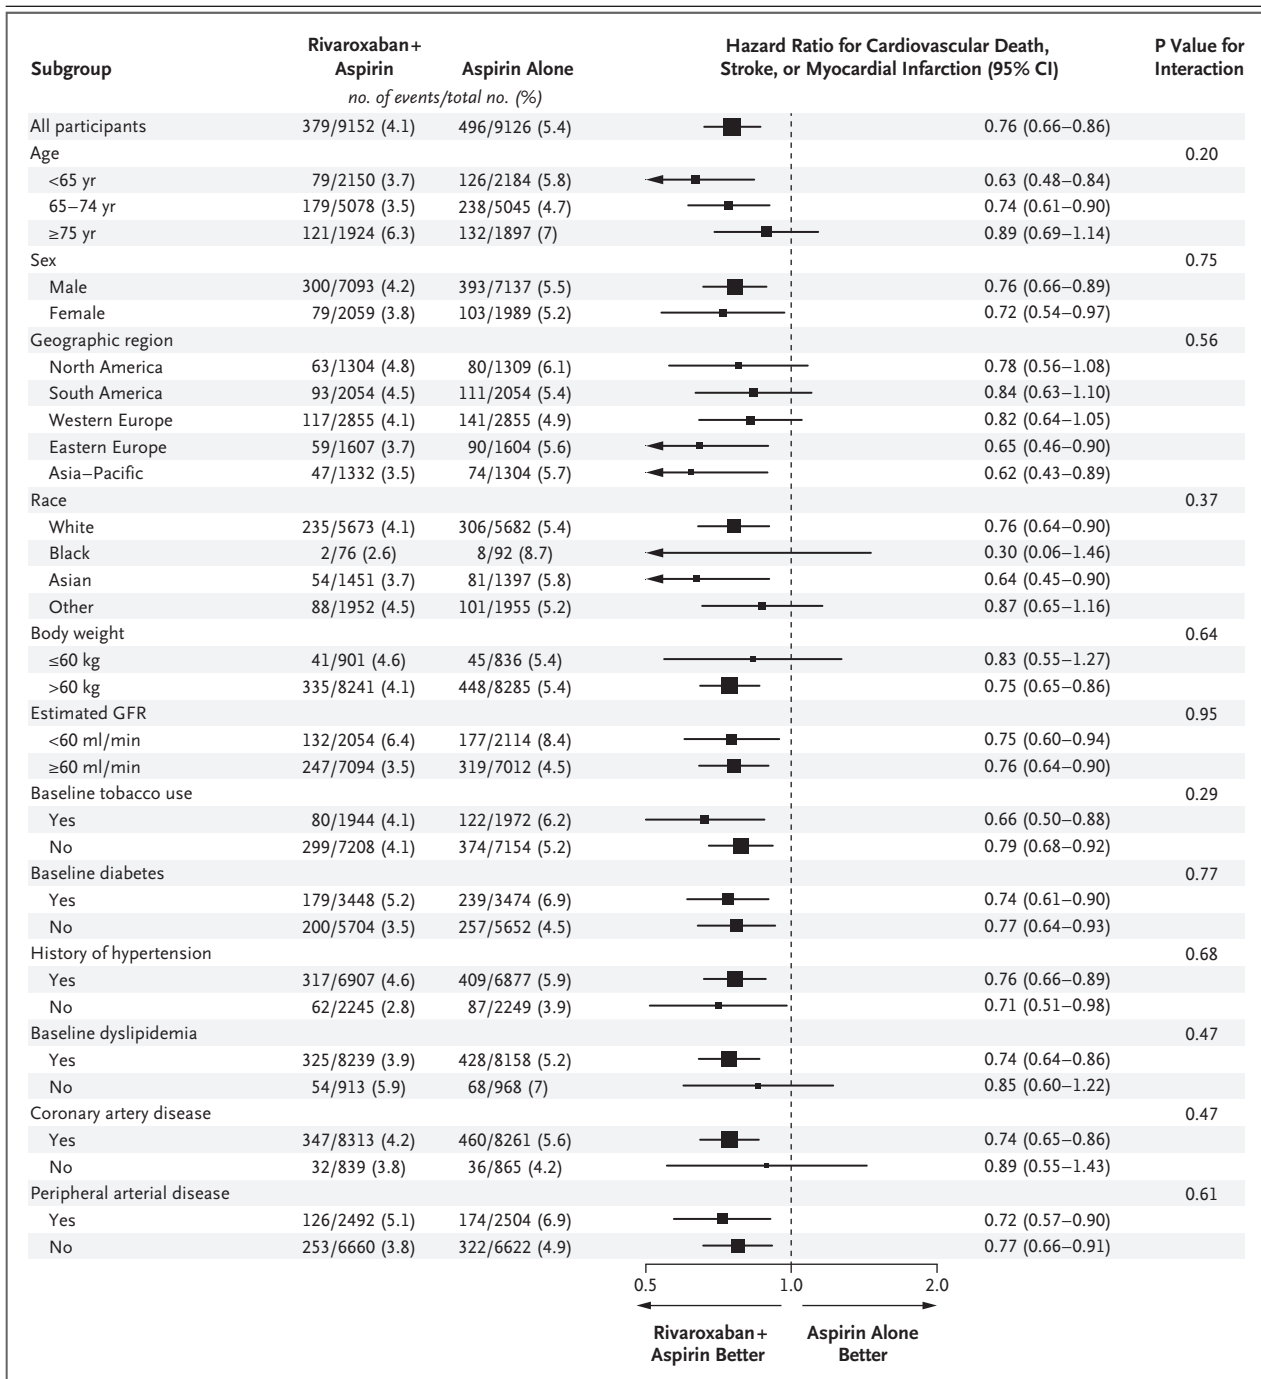 Subgroup Rivaroxaban+ Aspirin Aspirin Alone Hazard Ratio for Cardiovascular Death, Stroke, or Myocardial Infarction (95% CI) P Value for Interaction
no. of events/total no. (%)
All participants 379/9152 (4.1) 496/9126 (5.4) 0.76 (0.66–0.86)
Age 0.20
<65 yr 79/2150 (3.7) 126/2184 (5.8) 0.63 (0.48–0.84)
65–74 yr 179/5078 (3.5) 238/5045 (4.7) 0.74 (0.61–0.90)
≥75 yr 121/1924 (6.3) 132/1897 (7) 0.89 (0.69–1.14)
Sex 0.75
Male 300/7093 (4.2) 393/7137 (5.5) 0.76 (0.66–0.89)
Female 79/2059 (3.8) 103/1989 (5.2) 0.72 (0.54–0.97)
Geographic region 0.56
North America 63/1304 (4.8) 80/1309 (6.1) 0.78 (0.56–1.08)
South America 93/2054 (4.5) 111/2054 (5.4) 0.84 (0.63–1.10)
Western Europe 117/2855 (4.1) 141/2855 (4.9) 0.82 (0.64–1.05)
Eastern Europe 59/1607 (3.7) 90/1604 (5.6) 0.65 (0.46–0.90)
Asia–Pacific 47/1332 (3.5) 74/1304 (5.7) 0.62 (0.43–0.89)
Race 0.37
White 235/5673 (4.1) 306/5682 (5.4) 0.76 (0.64–0.90)
Black 2/76 (2.6) 8/92 (8.7) 0.30 (0.06–1.46)
Asian 54/1451 (3.7) 81/1397 (5.8) 0.64 (0.45–0.90)
Other 88/1952 (4.5) 101/1955 (5.2) 0.87 (0.65–1.16)
Body weight 0.64
≤60 kg 41/901 (4.6) 45/836 (5.4) 0.83 (0.55–1.27)
>60 kg 335/8241 (4.1) 448/8285 (5.4) 0.75 (0.65–0.86)
Estimated GFR 0.95
<60 ml/min 132/2054 (6.4) 177/2114 (8.4) 0.75 (0.60–0.94)
≥60 ml/min 247/7094 (3.5) 319/7012 (4.5) 0.76 (0.64–0.90)
Baseline tobacco use 0.29
Yes 80/1944 (4.1) 122/1972 (6.2) 0.66 (0.50–0.88)
No 299/7208 (4.1) 374/7154 (5.2) 0.79 (0.68–0.92)
Baseline diabetes 0.77
Yes 179/3448 (5.2) 239/3474 (6.9) 0.74 (0.61–0.90)
No 200/5704 (3.5) 257/5652 (4.5) 0.77 (0.64–0.93)
History of hypertension 0.68
Yes 317/6907 (4.6) 409/6877 (5.9) 0.76 (0.66–0.89)
No 62/2245 (2.8) 87/2249 (3.9) 0.71 (0.51–0.98)
Baseline dyslipidemia 0.47
Yes 325/8239 (3.9) 428/8158 (5.2) 0.74 (0.64–0.86)
No 54/913 (5.9) 68/968 (7) 0.85 (0.60–1.22)
Coronary artery disease 0.47
Yes 347/8313 (4.2) 460/8261 (5.6) 0.74 (0.65–0.86)
No 32/839 (3.8) 36/865 (4.2) 0.89 (0.55–1.43)
Peripheral arterial disease 0.61
Yes 126/2492 (5.1) 174/2504 (6.9) 0.72 (0.57–0.90)
No 253/6660 (3.8) 322/6622 (4.9) 0.77 (0.66–0.91)
0.5 1.0 2.0
Rivaroxaban+ Aspirin Better Aspirin Alone Better